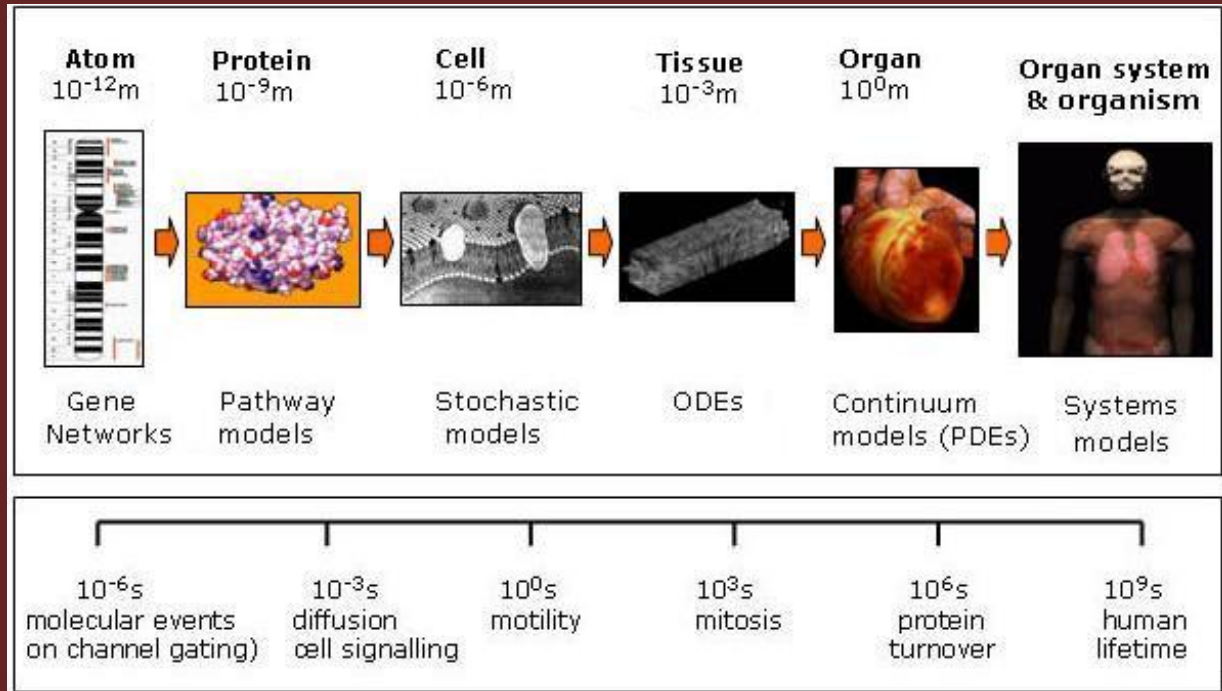 Atom
10⁻¹²m
Protein
10⁻⁹m
Cell
10⁻⁶m
Tissue
10⁻³m
Organ
10⁰m
Organ system
& organism
Gene
Networks
Pathway
models
Stochastic
models
ODEs
Continuum
models (PDEs)
Systems
models
10⁻⁶s
molecular events
on channel gating)
10⁻³s
diffusion
cell signalling
10⁰s
motility
10³s
mitosis
10⁶s
protein
turnover
10⁹s
human
lifetime